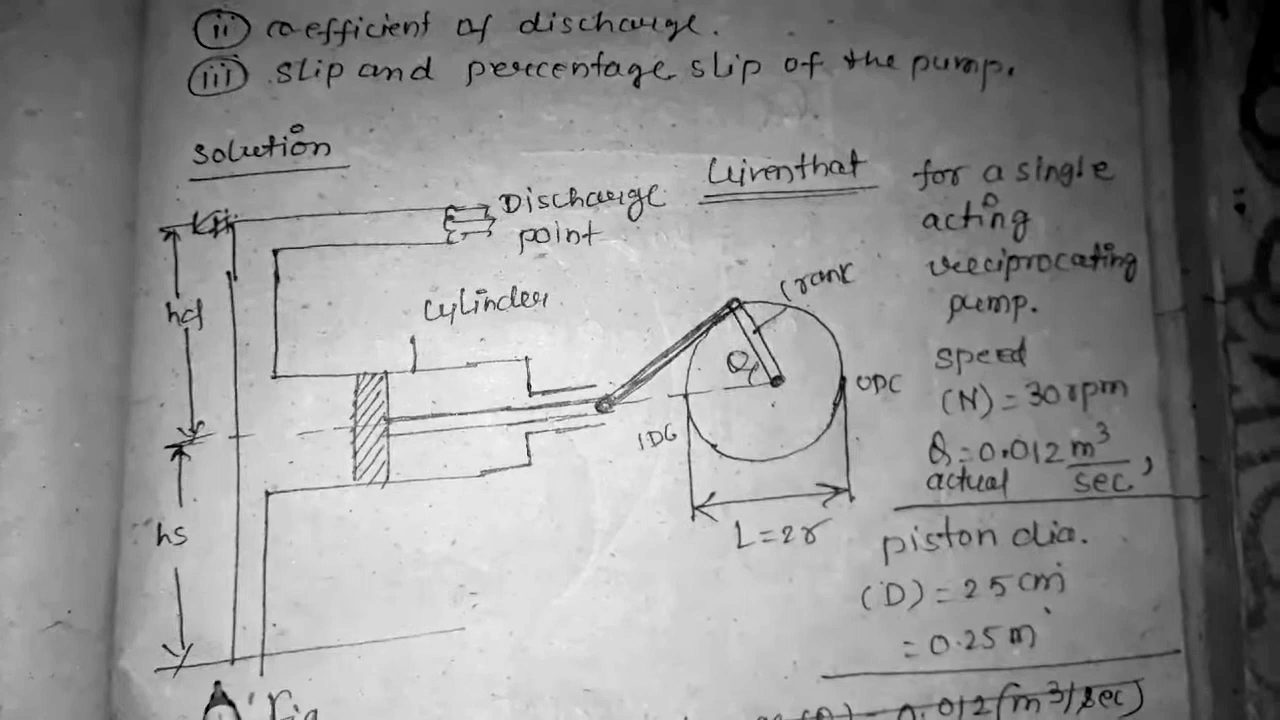 (ii) coefficient of discharge.
(iii) slip and percentage slip of the pump.
Solution
Given that
for a single
acting
reciprocating
pump.
Discharge
point
hd
Cylinder
crank
θ
ODC
IDC
speed
(N) = 30 rpm
Q = 0.012 m³/sec,
actual
hs
L = 2r
piston dia.
(D) = 25 cm
= 0.25 m
0.012 (m³/sec)